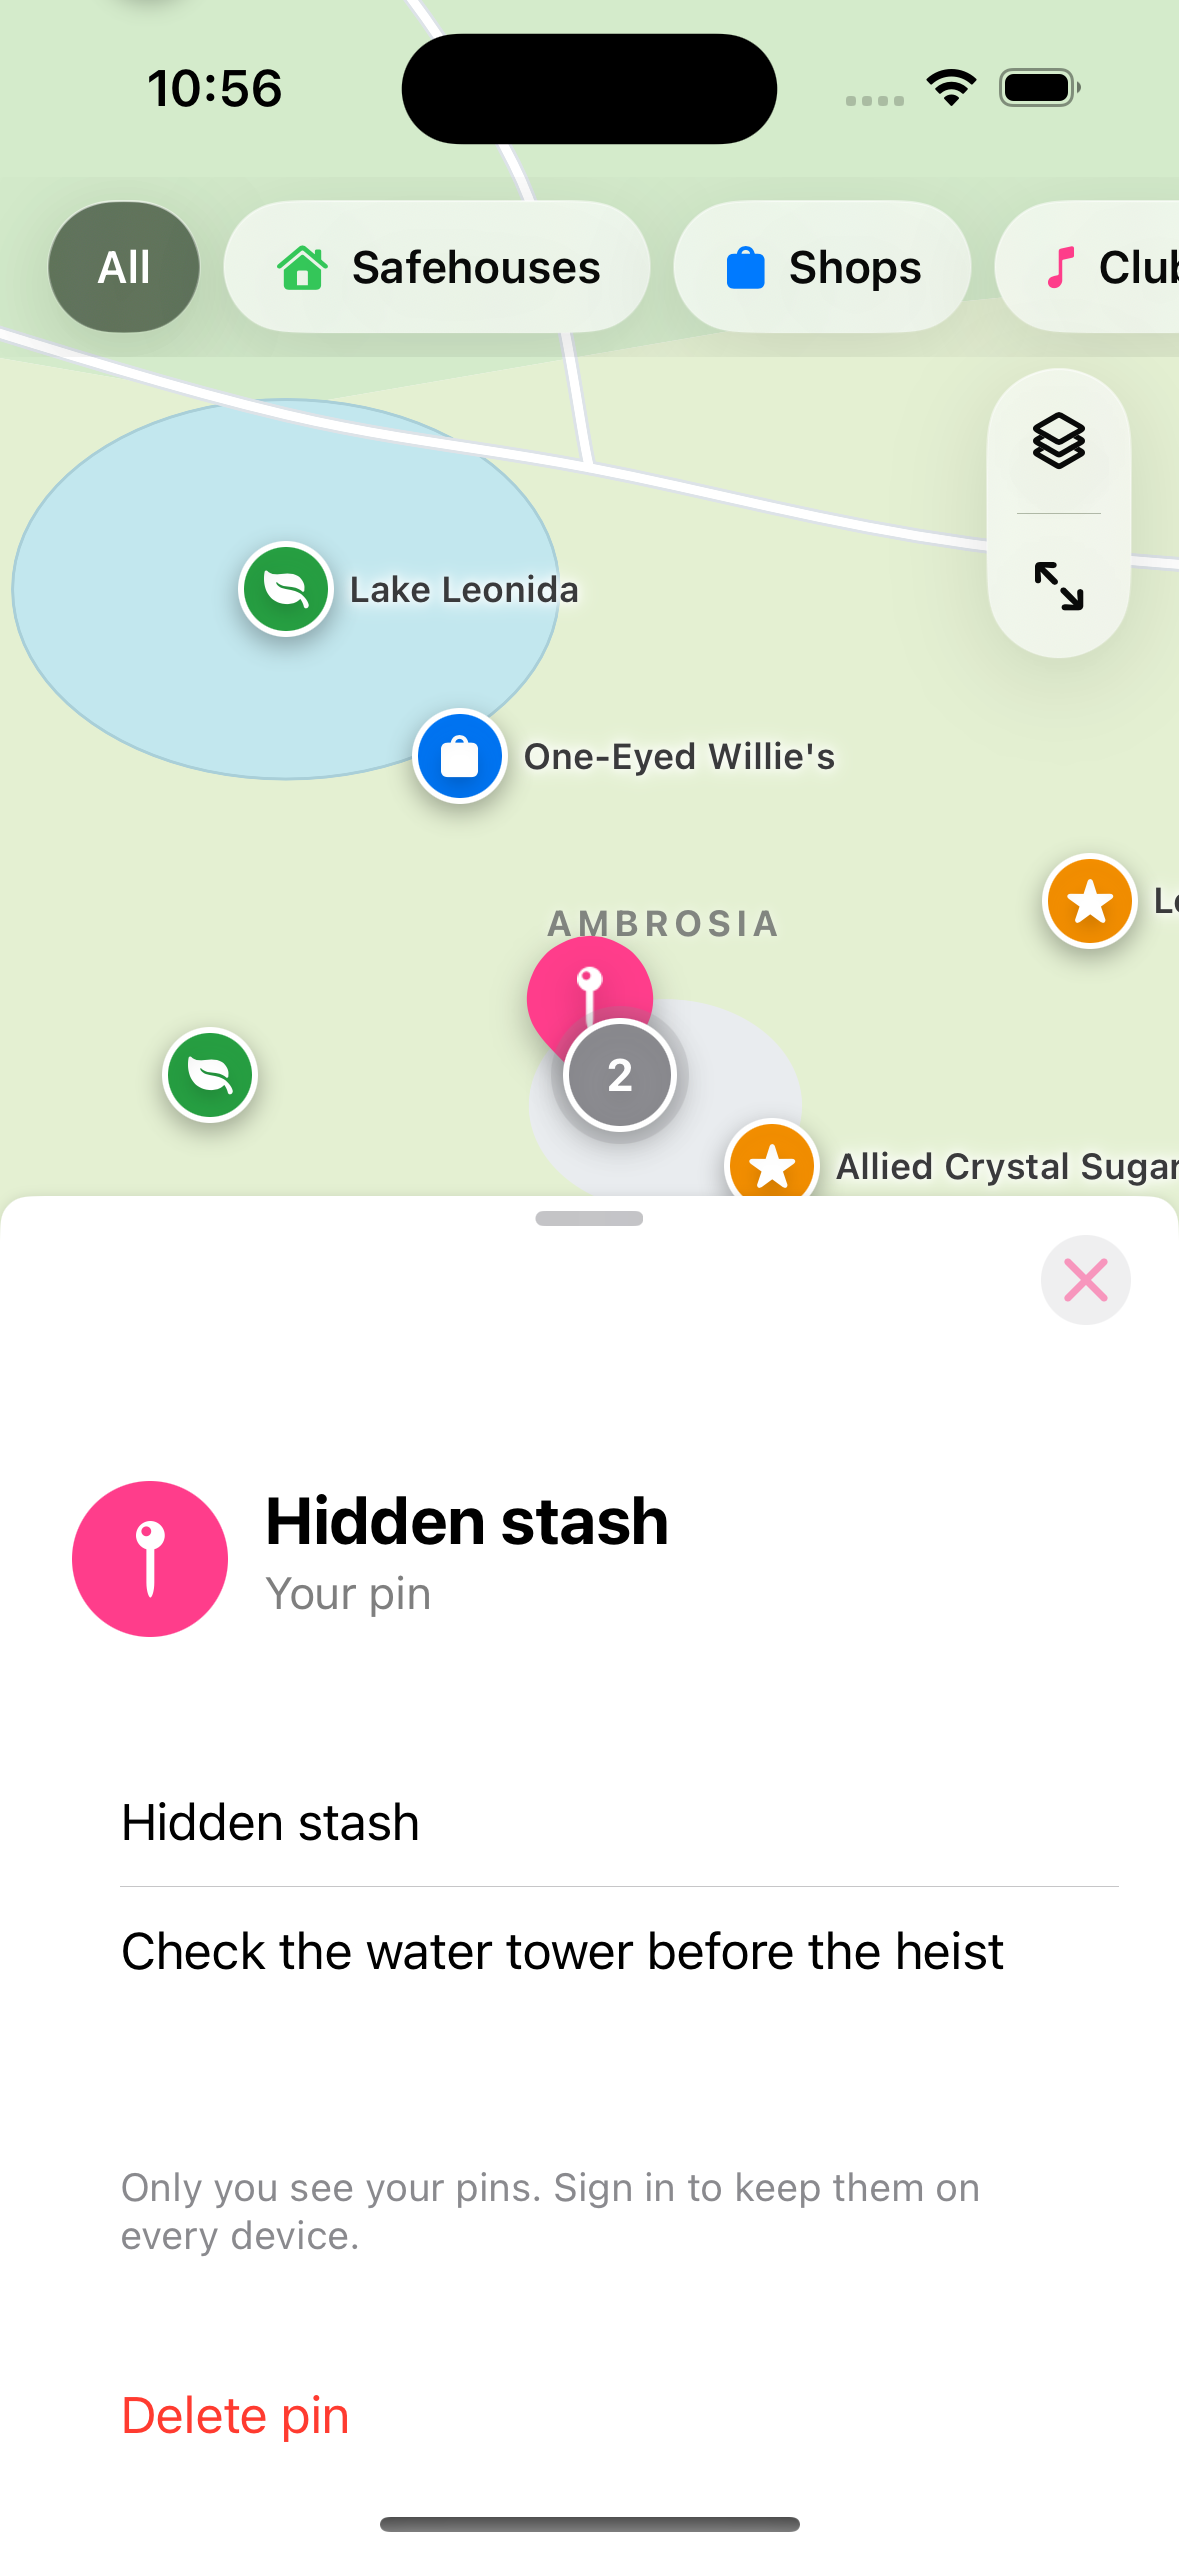 10:56
All
Safehouses
Shops
Club
Lake Leonida
One-Eyed Willie's
AMBROSIA
2
Allied Crystal Sugar
Hidden stash
Your pin
Hidden stash
Check the water tower before the heist
Only you see your pins. Sign in to keep them on
every device.
Delete pin